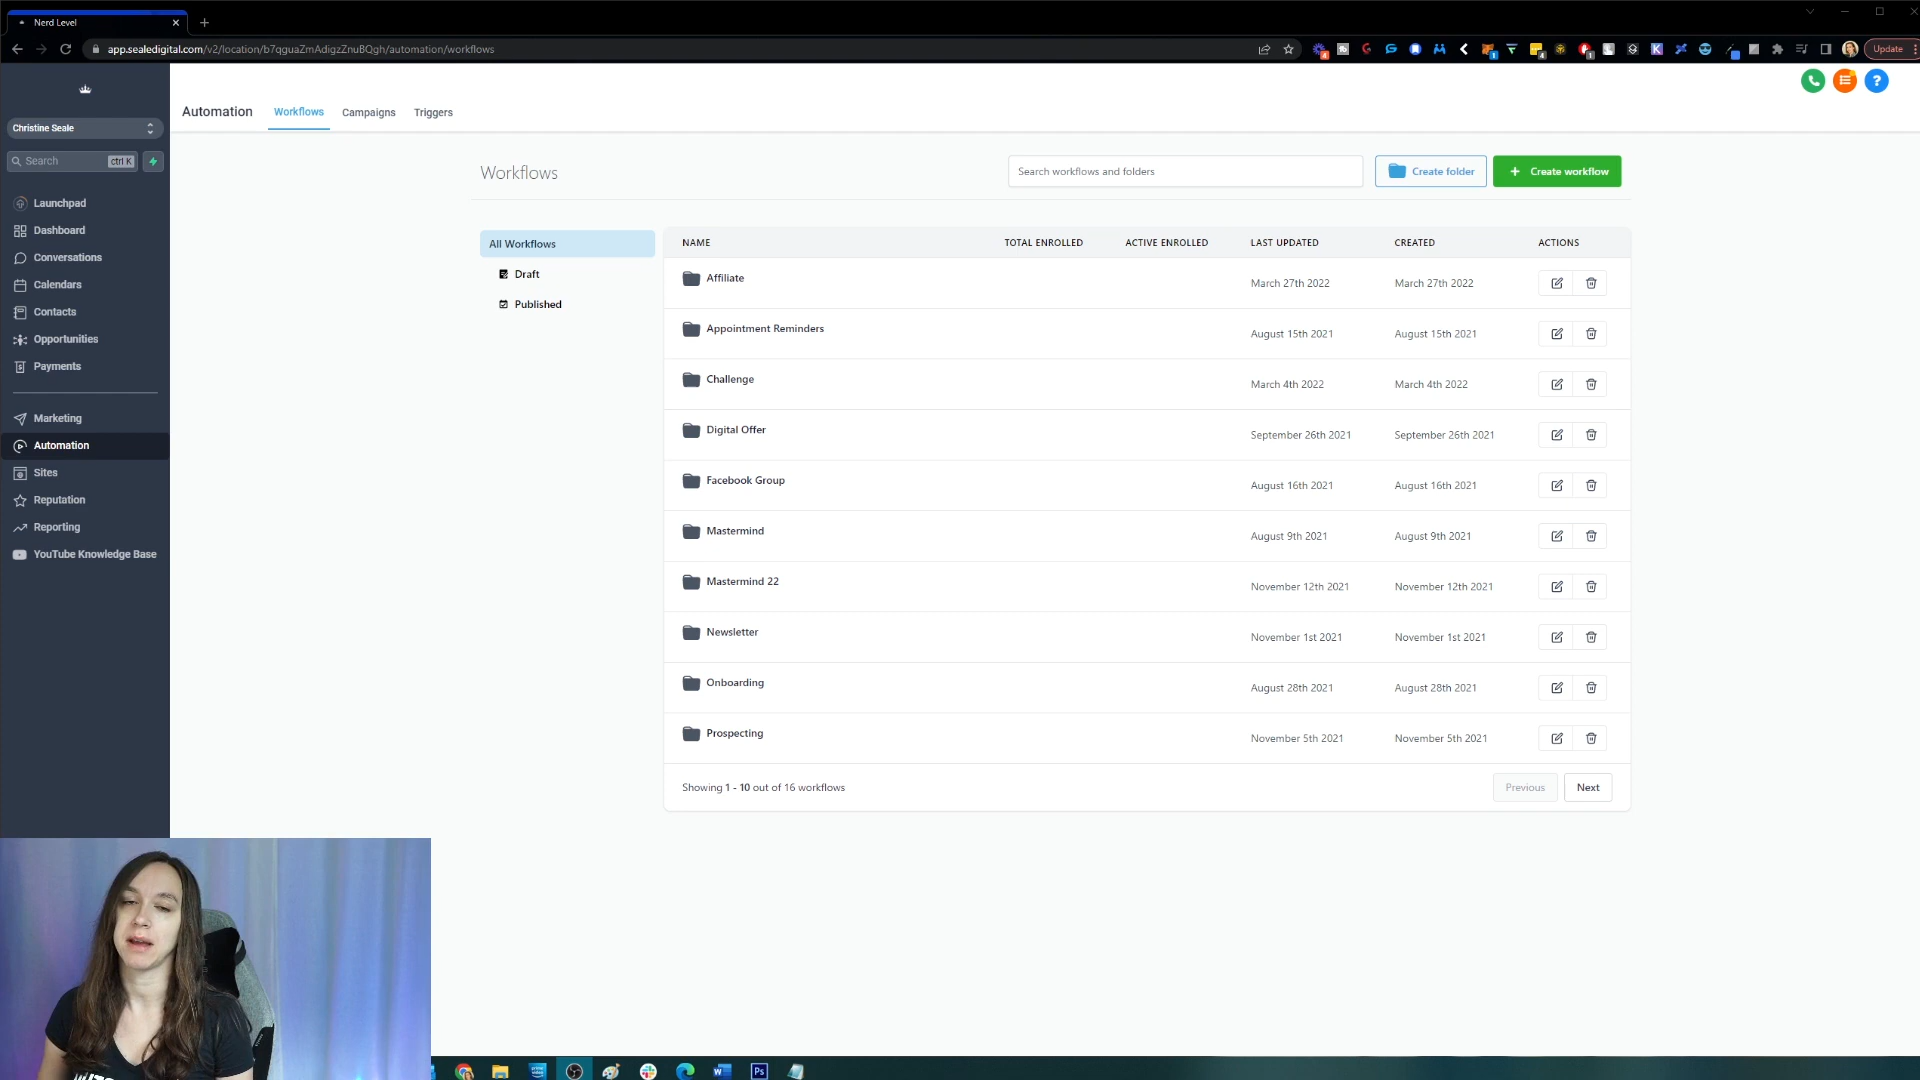 Nerd Level
app.sealedigital.com/v2/location/b7qguaZmAdigzZnuBQgh/automation/workflows
Update
Christine Seale
Search ctrl K
Launchpad
Dashboard
Conversations
Calendars
Contacts
Opportunities
Payments
Marketing
Automation
Sites
Reputation
Reporting
YouTube Knowledge Base
Automation Workflows Campaigns Triggers
Workflows
Search workflows and folders
Create folder
+ Create workflow
All Workflows
Draft
Published
NAME TOTAL ENROLLED ACTIVE ENROLLED LAST UPDATED CREATED ACTIONS
Affiliate March 27th 2022 March 27th 2022
Appointment Reminders August 15th 2021 August 15th 2021
Challenge March 4th 2022 March 4th 2022
Digital Offer September 26th 2021 September 26th 2021
Facebook Group August 16th 2021 August 16th 2021
Mastermind August 9th 2021 August 9th 2021
Mastermind 22 November 12th 2021 November 12th 2021
Newsletter November 1st 2021 November 1st 2021
Onboarding August 28th 2021 August 28th 2021
Prospecting November 5th 2021 November 5th 2021
Showing 1 - 10 out of 16 workflows
Previous Next
Ps